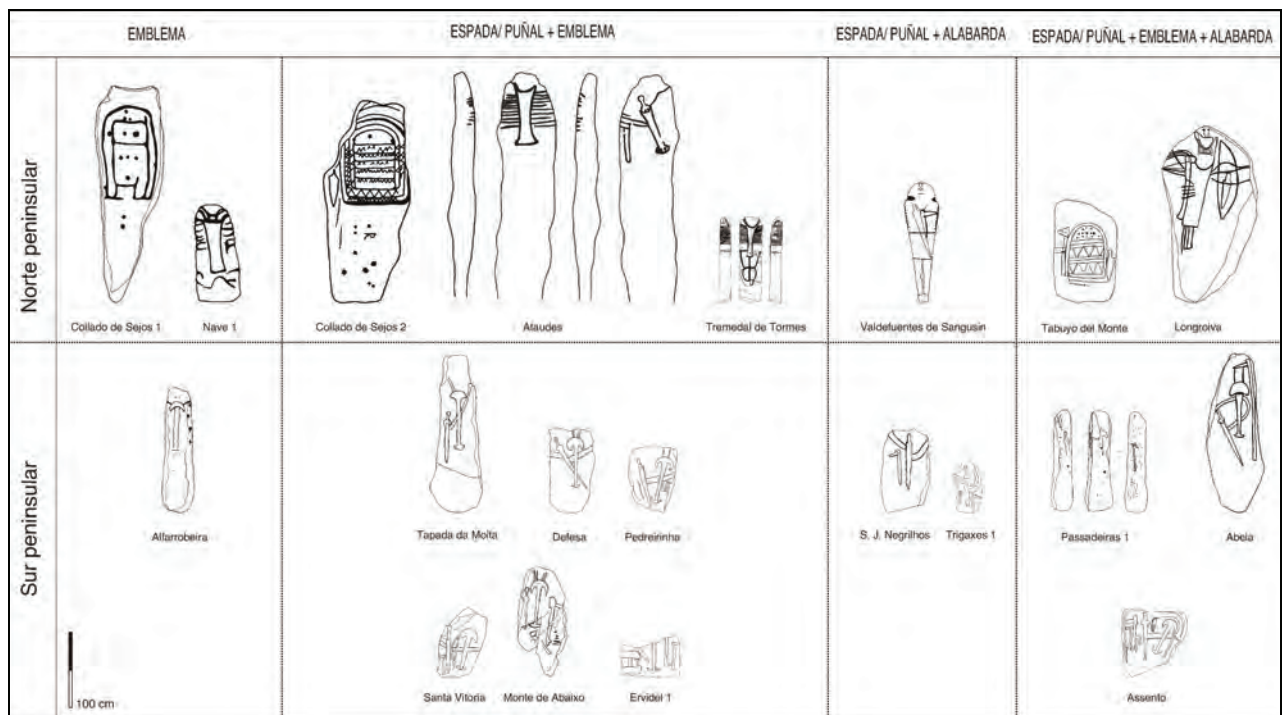 EMBLEMA
ESPADA/ PUÑAL + EMBLEMA
ESPADA/ PUÑAL + ALABARDA
ESPADA/ PUÑAL + EMBLEMA + ALABARDA
Norte peninsular
Collado de Sejos 1
Nave 1
Collado de Sejos 2
Ataudes
Tremedal de Tormes
Valdefuentes de Sangusin
Tabuyo del Monte
Longroiva
Sur peninsular
Alfarrobeira
Tapada da Moita
Defesa
Pedreirinha
S. J. Negrilhos
Trigaxes 1
Passadeiras 1
Abela
Santa Vitoria
Monte de Abaixo
Ervidel 1
Assento
100 cm